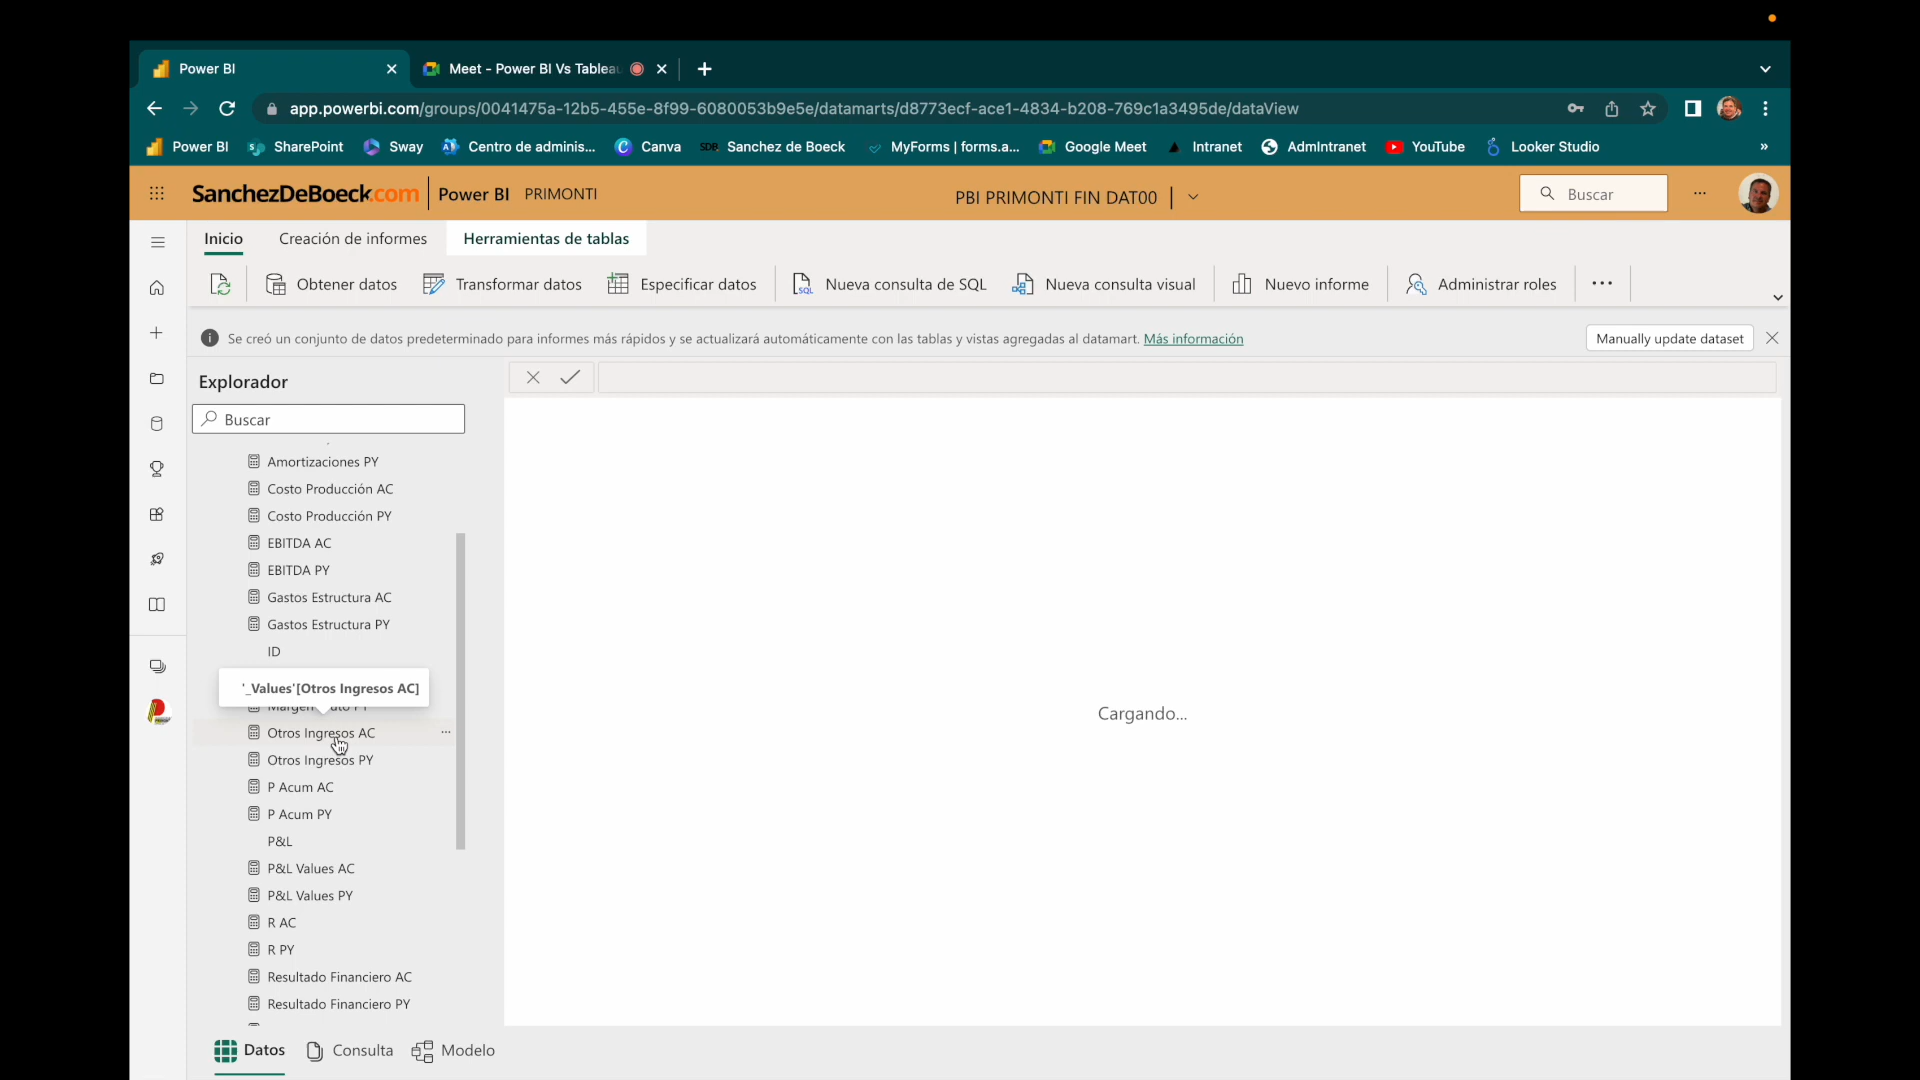 Power BI
Meet - Power BI Vs Tableau
app.powerbi.com/groups/0041475a-12b5-455e-8f99-6080053b9e5e/datamarts/d8773ecf-ace1-4834-b208-769c1a3495de/dataView
Power BI SharePoint Sway Centro de adminis... Canva Sanchez de Boeck MyForms | forms.a... Google Meet Intranet AdmIntranet YouTube Looker Studio »
SanchezDeBoeck.com Power BI PRIMONTI PBI PRIMONTI FIN DAT00 Buscar ...
Inicio Creación de informes Herramientas de tablas
Obtener datos Transformar datos Especificar datos Nueva consulta de SQL Nueva consulta visual Nuevo informe Administrar roles ...
Se creó un conjunto de datos predeterminado para informes más rápidos y se actualizará automáticamente con las tablas y vistas agregadas al datamart. Más información Manually update dataset
Explorador
Buscar
Amortizaciones PY
Costo Producción AC
Costo Producción PY
EBITDA AC
EBITDA PY
Gastos Estructura AC
Gastos Estructura PY
ID
'_Values'[Otros Ingresos AC]
Otros Ingresos AC ...
Otros Ingresos PY
P Acum AC
P Acum PY
P&L
P&L Values AC
P&L Values PY
R AC
R PY
Resultado Financiero AC
Resultado Financiero PY
Cargando...
Datos Consulta Modelo